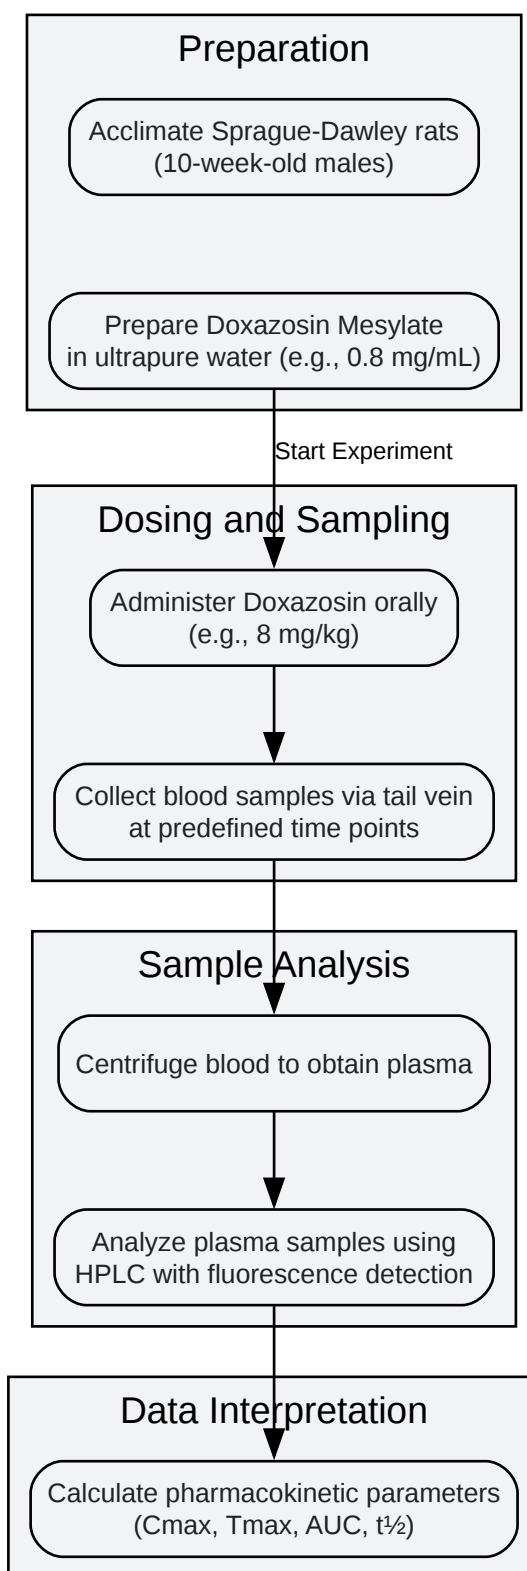 Preparation
Acclimate Sprague-Dawley rats
(10-week-old males)
Prepare Doxazosin Mesylate
in ultrapure water (e.g., 0.8 mg/mL)
Start Experiment
Dosing and Sampling
Administer Doxazosin orally
(e.g., 8 mg/kg)
Collect blood samples via tail vein
at predefined time points
Sample Analysis
Centrifuge blood to obtain plasma
Analyze plasma samples using
HPLC with fluorescence detection
Data Interpretation
Calculate pharmacokinetic parameters
(Cmax, Tmax, AUC, t½)